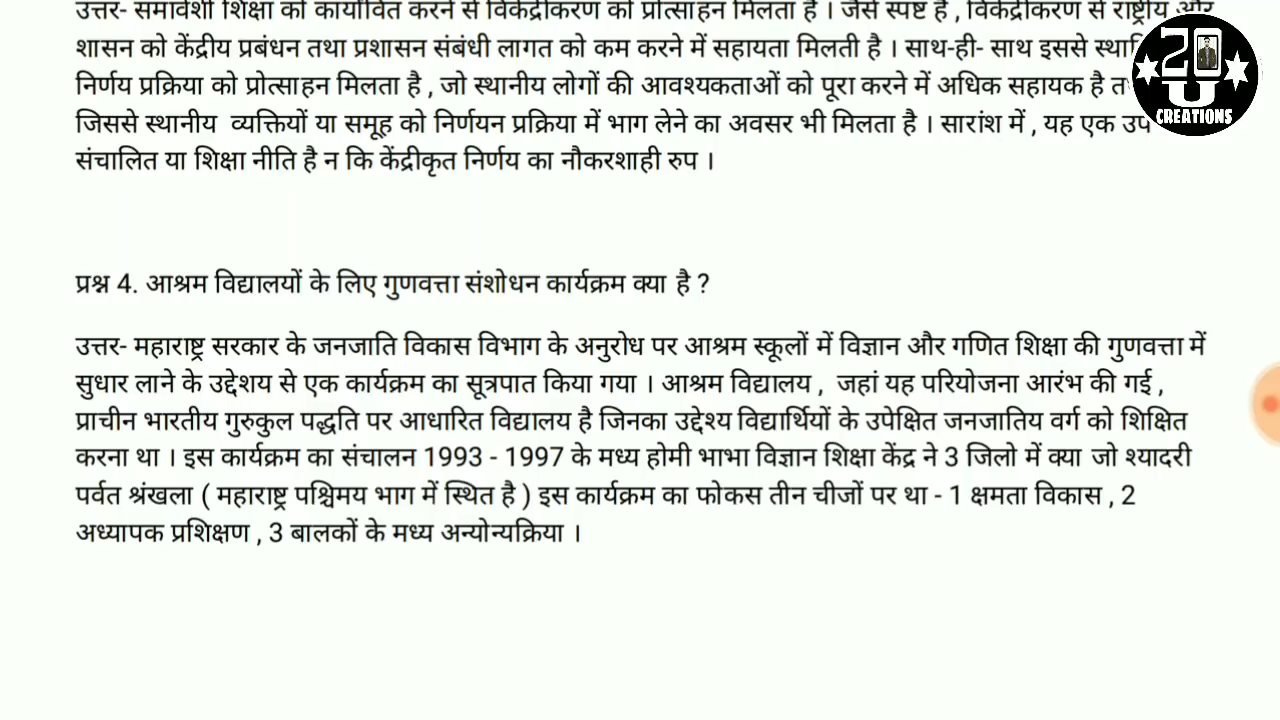 उत्तर- समावेशी शिक्षा को कार्यांवित करने से विकेंद्रीकरण को प्रोत्साहन मिलता है । जैसे स्पष्ट है , विकेंद्रीकरण से राष्ट्रीय और
शासन को केंद्रीय प्रबंधन तथा प्रशासन संबंधी लागत को कम करने में सहायता मिलती है । साथ-ही- साथ इससे
निर्णय प्रक्रिया को प्रोत्साहन मिलता है , जो स्थानीय लोगों की आवश्यकताओं को पूरा करने में अधिक सहायक है
जिससे स्थानीय व्यक्तियों या समूह को निर्णयन प्रक्रिया में भाग लेने का अवसर भी मिलता है । सारांश में , यह एक
संचालित या शिक्षा नीति है न कि केंद्रीकृत निर्णय का नौकरशाही रुप ।
20
U
CREATIONS
प्रश्न 4. आश्रम विद्यालयों के लिए गुणवत्ता संशोधन कार्यक्रम क्या है ?
उत्तर- महाराष्ट्र सरकार के जनजाति विकास विभाग के अनुरोध पर आश्रम स्कूलों में विज्ञान और गणित शिक्षा की गुणवत्ता में
सुधार लाने के उद्देशय से एक कार्यक्रम का सूत्रपात किया गया । आश्रम विद्यालय , जहां यह परियोजना आरंभ की गई ,
प्राचीन भारतीय गुरुकुल पद्धति पर आधारित विद्यालय है जिनका उद्देश्य विद्यार्थियों के उपेक्षित जनजातिय वर्ग को शिक्षित
करना था । इस कार्यक्रम का संचालन 1993 - 1997 के मध्य होमी भाभा विज्ञान शिक्षा केंद्र ने 3 जिलो में क्या जो श्यादरी
पर्वत श्रंखला ( महाराष्ट्र पश्चिमय भाग में स्थित है ) इस कार्यक्रम का फोकस तीन चीजों पर था - 1 क्षमता विकास , 2
अध्यापक प्रशिक्षण , 3 बालकों के मध्य अन्योन्यक्रिया ।